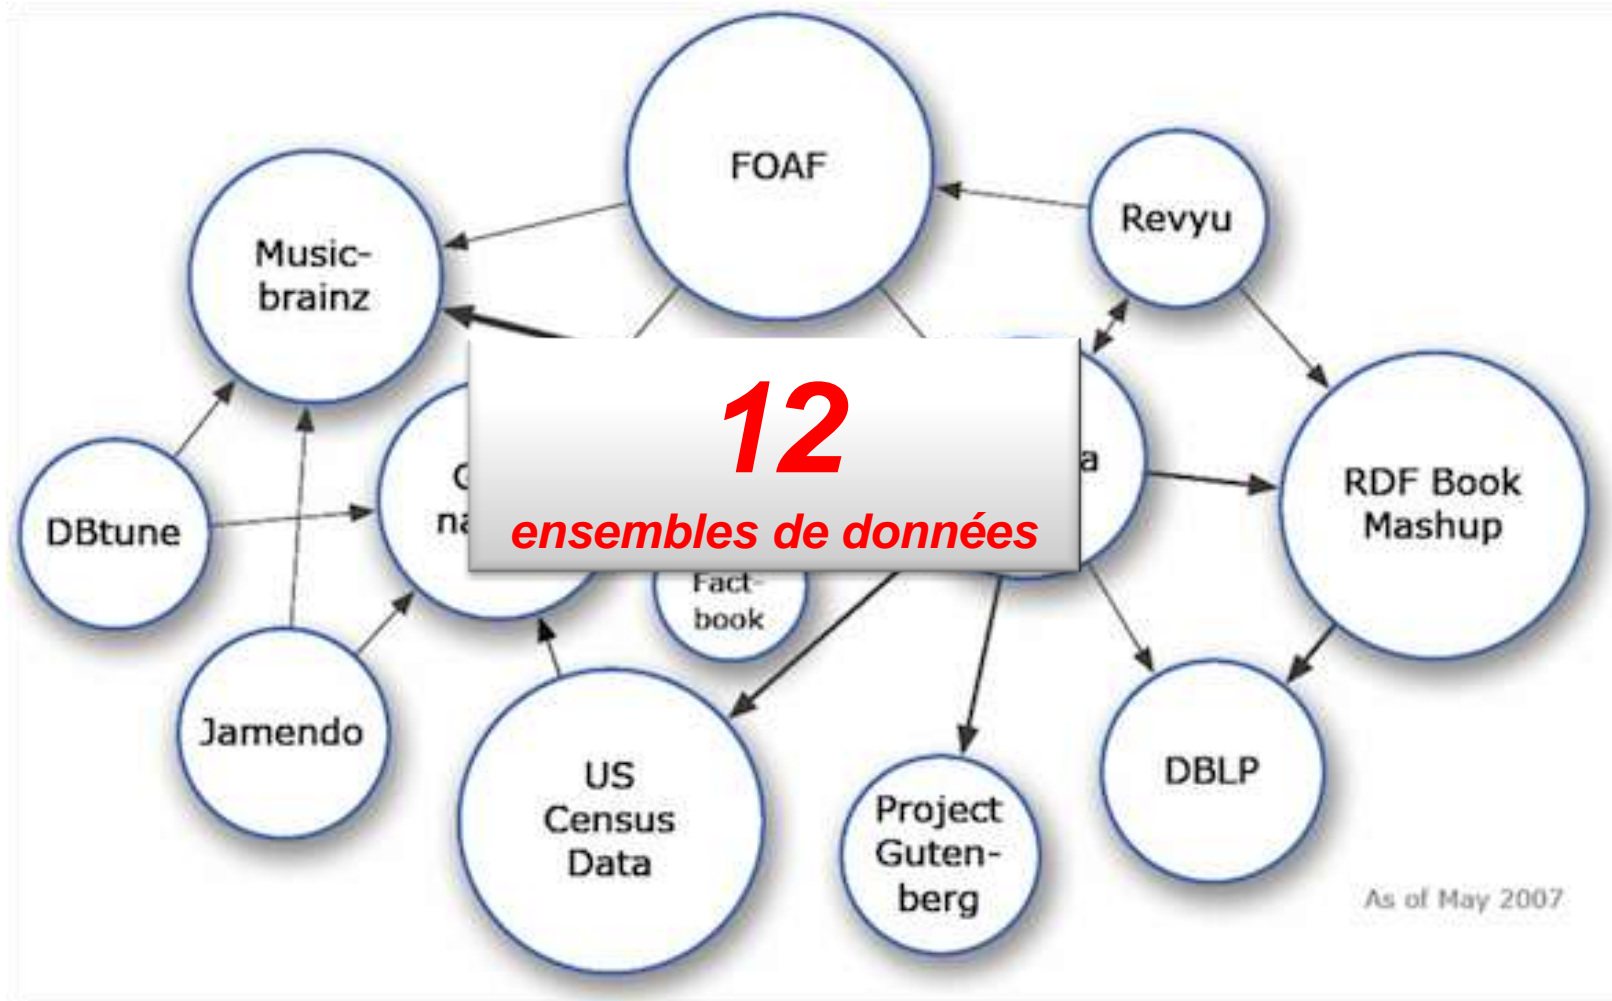 FOAF
Revyu
Music-
brainz
12
ensembles de données
a
RDF Book
Mashup
DBtune
Fact-
book
Jamendo
US
Census
Data
Project
Guten-
berg
DBLP
As of May 2007